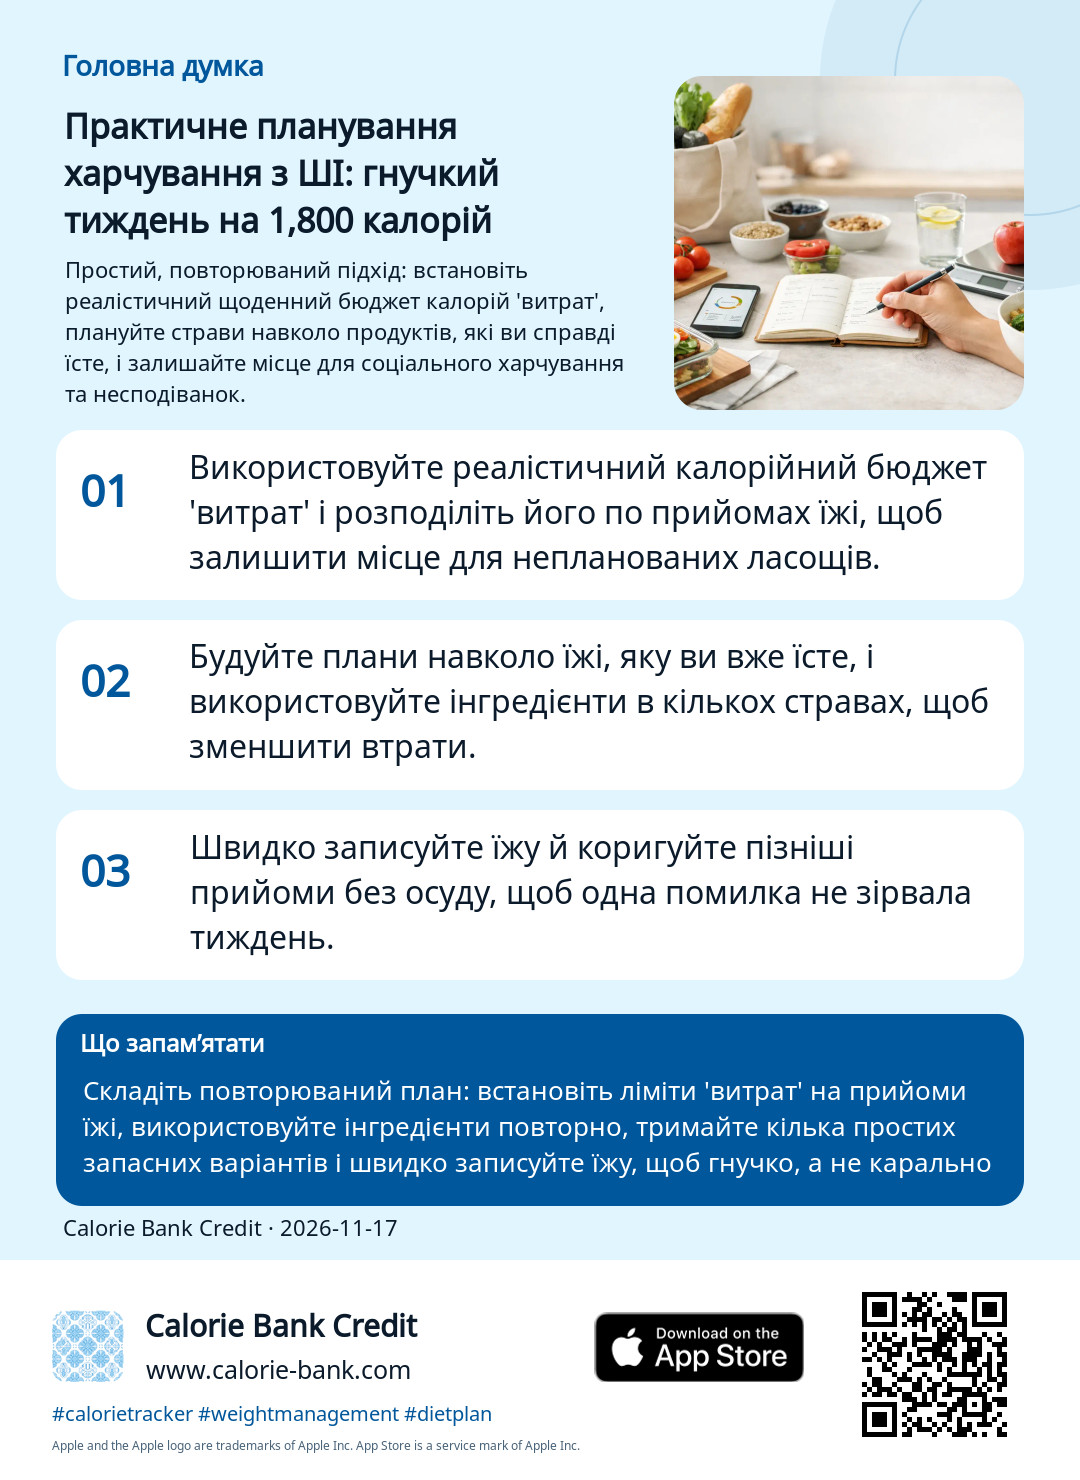 Головна думка
Практичне планування
харчування з ШІ: гнучкий
тиждень на 1,800 калорій
Простий, повторюваний підхід: встановіть
реалістичний щоденний бюджет калорій 'витрат',
плануйте страви навколо продуктів, які ви справді
їсте, і залишайте місце для соціального харчування
та несподіванок.
01
Використовуйте реалістичний калорійний бюджет
'витрат' і розподіліть його по прийомах їжі, щоб
залишити місце для непланованих ласощів.
02
Будуйте плани навколо їжі, яку ви вже їсте, і
використовуйте інгредієнти в кількох стравах, щоб
зменшити втрати.
03
Швидко записуйте їжу й коригуйте пізніші
прийоми без осуду, щоб одна помилка не зірвала
тиждень.
Що запам’ятати
Складіть повторюваний план: встановіть ліміти 'витрат' на прийоми
їжі, використовуйте інгредієнти повторно, тримайте кілька простих
запасних варіантів і швидко записуйте їжу, щоб гнучко, а не карально
Calorie Bank Credit · 2026-11-17
Calorie Bank Credit
www.calorie-bank.com
Download on the
App Store
#calorietracker #weightmanagement #dietplan
Apple and the Apple logo are trademarks of Apple Inc. App Store is a service mark of Apple Inc.